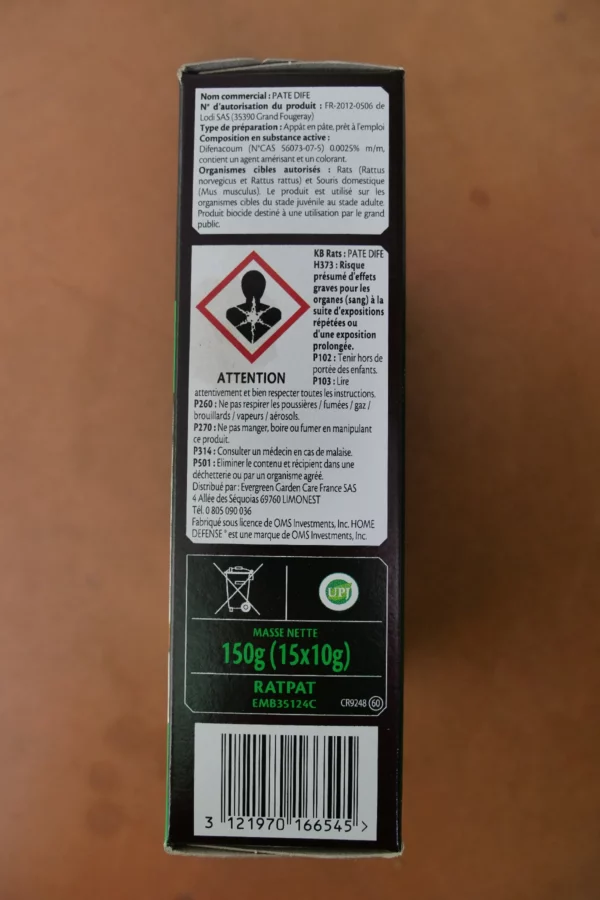 Nom commercial : PATE DIFE
N° d'autorisation du produit : FR-2012-0506 de
Lodi SAS (35390 Grand Fougeray)
Type de préparation : Appât en pâte, prêt à l'emploi
Composition en substance active :
Difenacoum (N°CAS 56073-07-5) 0.0025% m/m,
contient un agent amérisant et un colorant.
Organismes cibles autorisés : Rats (Rattus
norvegicus et Rattus rattus) et Souris domestique
(Mus musculus). Le produit est utilisé sur les
organismes cibles du stade juvénile au stade adulte.
Produit biocide destiné à une utilisation par le grand
public.
KB Rats : PATE DIFE
H373 : Risque
présumé d'effets
graves pour les
organes (sang) à la
suite d'expositions
répétées ou
d'une exposition
prolongée.
P102 : Tenir hors de
portée des enfants.
ATTENTION
P103 : Lire
attentivement et bien respecter toutes les instructions.
P260 : Ne pas respirer les poussières / fumées / gaz /
brouillards / vapeurs / aérosols.
P270 : Ne pas manger, boire ou fumer en manipulant
ce produit.
P314 : Consulter un médecin en cas de malaise.
P501 : Eliminer le contenu et récipient dans une
déchetterie ou par un organisme agréé.
Distribué par : Evergreen Garden Care France SAS
4 Allée des Séquoias 69760 LIMONEST
Tél. 0 805 090 036
Fabriqué sous licence de OMS Investments, Inc. HOME
DEFENSE® est une marque de OMS Investments, Inc.
UPJ
MASSE NETTE
150g (15x10g)
RATPAT
EMB35124C
CR9248 60
3 121970 166545 >